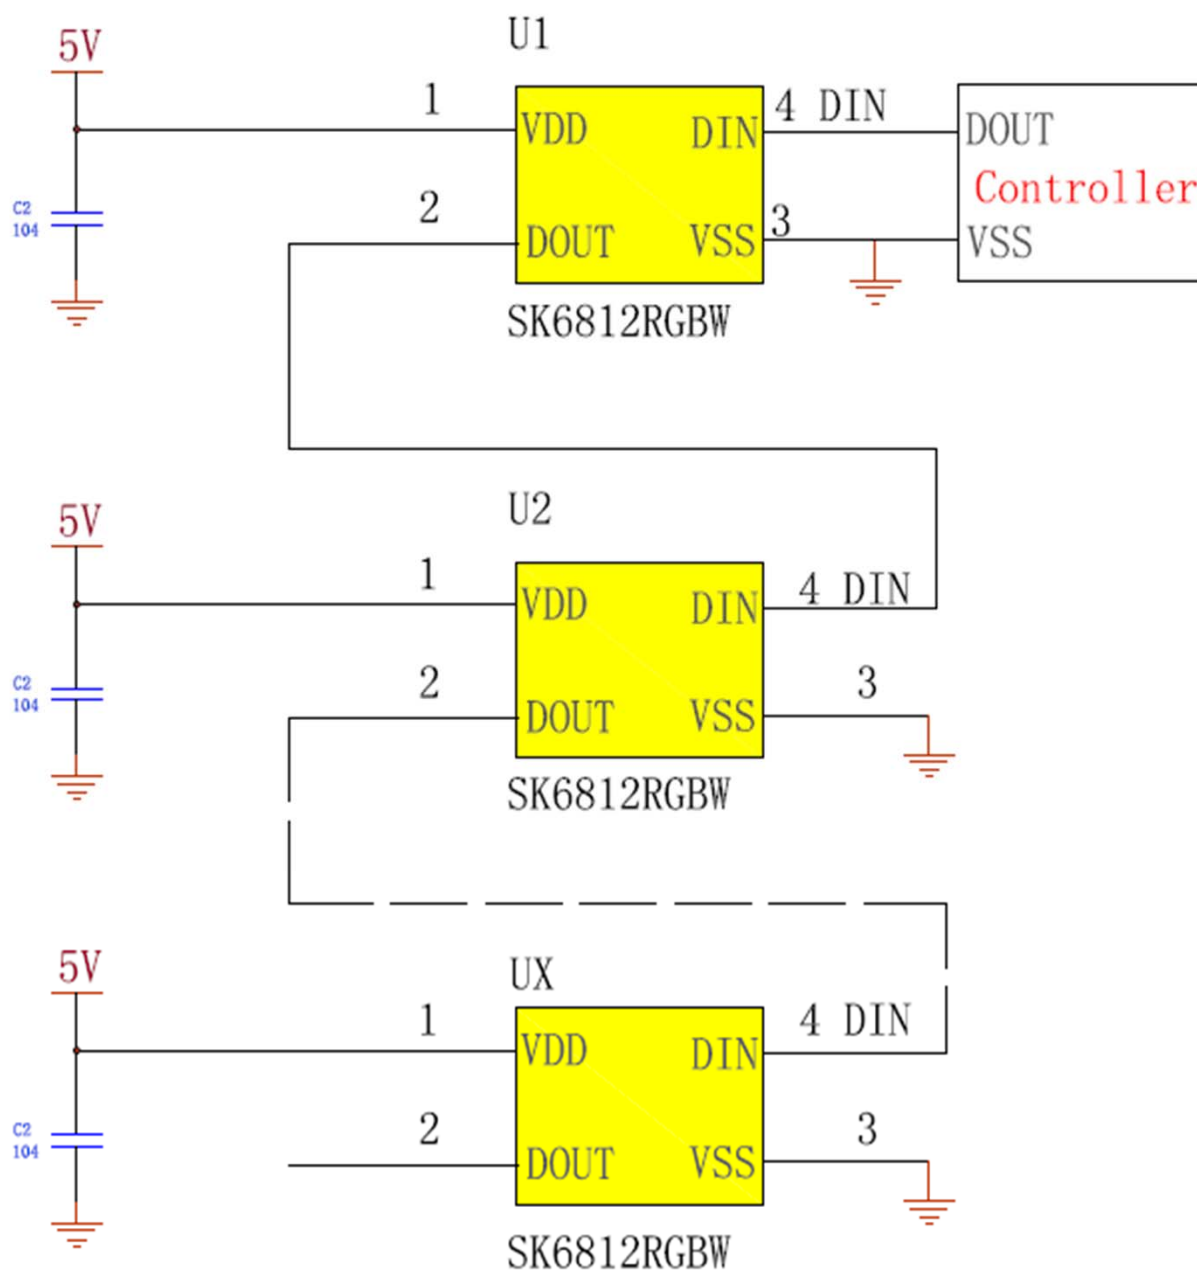 U1
5V
1
4 DIN
VDD
DIN
DOUT
Controller
2
3
C2
104
DOUT
VSS
VSS
SK6812RGBW
U2
5V
1
4 DIN
VDD
DIN
2
3
C2
104
DOUT
VSS
SK6812RGBW
UX
5V
1
4 DIN
VDD
DIN
2
3
C2
104
DOUT
VSS
SK6812RGBW